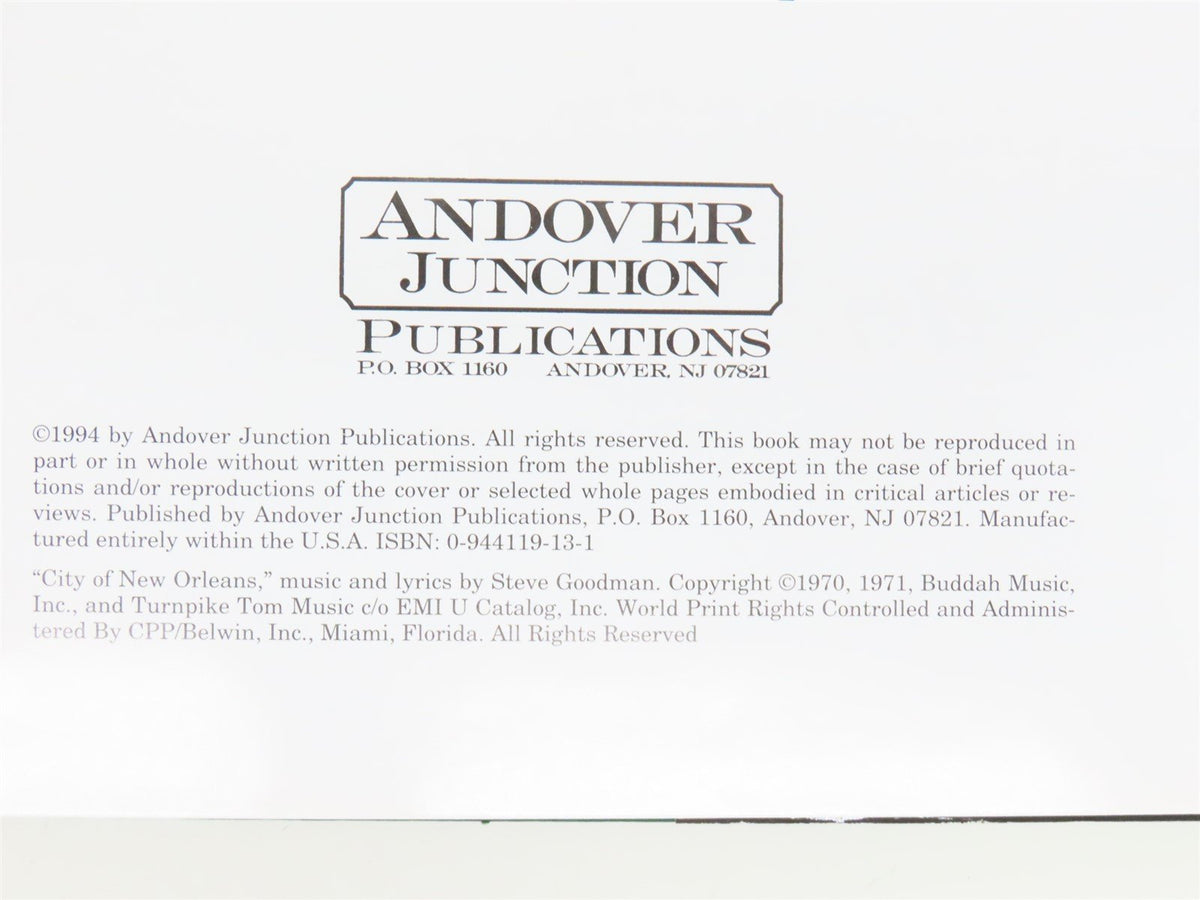 ANDOVER
JUNCTION
PUBLICATIONS
P.O. BOX 1160 ANDOVER, NJ 07821
©1994 by Andover Junction Publications. All rights reserved. This book may not be reproduced in
part or in whole without written permission from the publisher, except in the case of brief quota-
tions and/or reproductions of the cover or selected whole pages embodied in critical articles or re-
views. Published by Andover Junction Publications, P.O. Box 1160, Andover, NJ 07821. Manufac-
tured entirely within the U.S.A. ISBN: 0-944119-13-1
“City of New Orleans,” music and lyrics by Steve Goodman. Copyright ©1970, 1971, Buddah Music,
Inc., and Turnpike Tom Music c/o EMI U Catalog, Inc. World Print Rights Controlled and Adminis-
tered By CPP/Belwin, Inc., Miami, Florida. All Rights Reserved